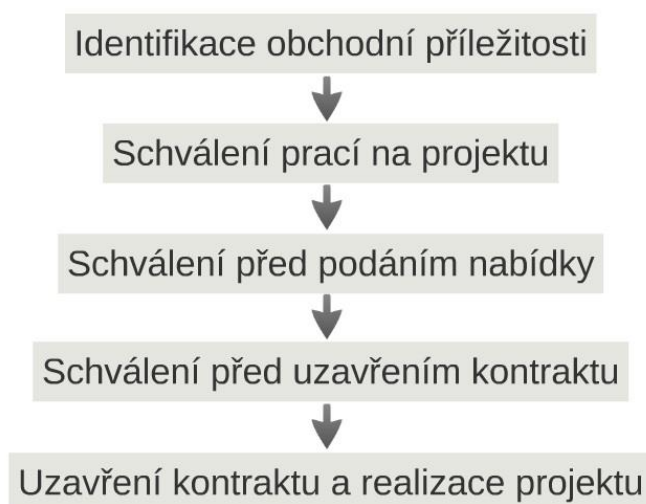 Identifikace obchodní příležitosti
Schválení prací na projektu
Schválení před podáním nabídky
Schválení před uzavřením kontraktu
Uzavření kontraktu a realizace projektu